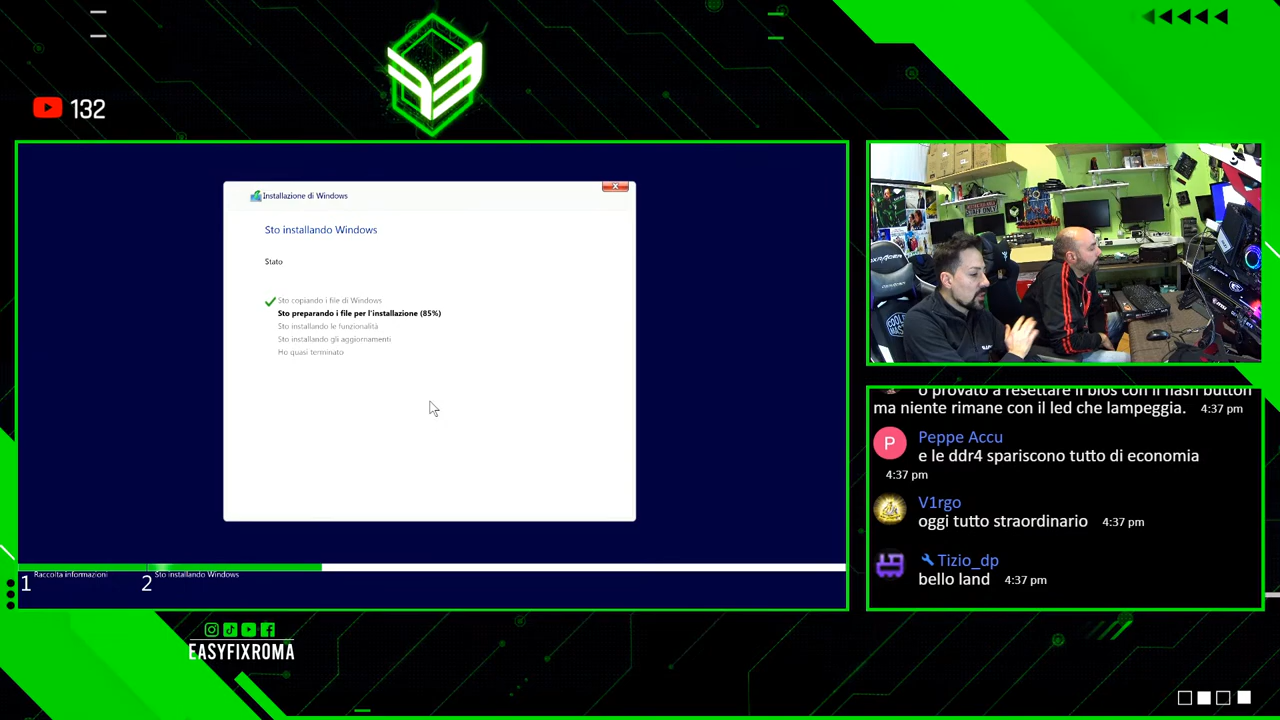 132
Installazione di Windows
Sto installando Windows
Stato
Sto copiando i file di Windows
Sto preparando i file per l'installazione (85%)
Sto installando le funzionalità
Sto installando gli aggiornamenti
Ho quasi terminato
1 Raccolta informazioni
2 Sto installando Windows
EASYFIXROMA
o provato a resettare il bios con il flash button
ma niente rimane con il led che lampeggia. 4:37 pm
P
Peppe Accu
e le ddr4 spariscono tutto di economia
4:37 pm
V1rgo
oggi tutto straordinario 4:37 pm
Tizio_dp
bello land 4:37 pm